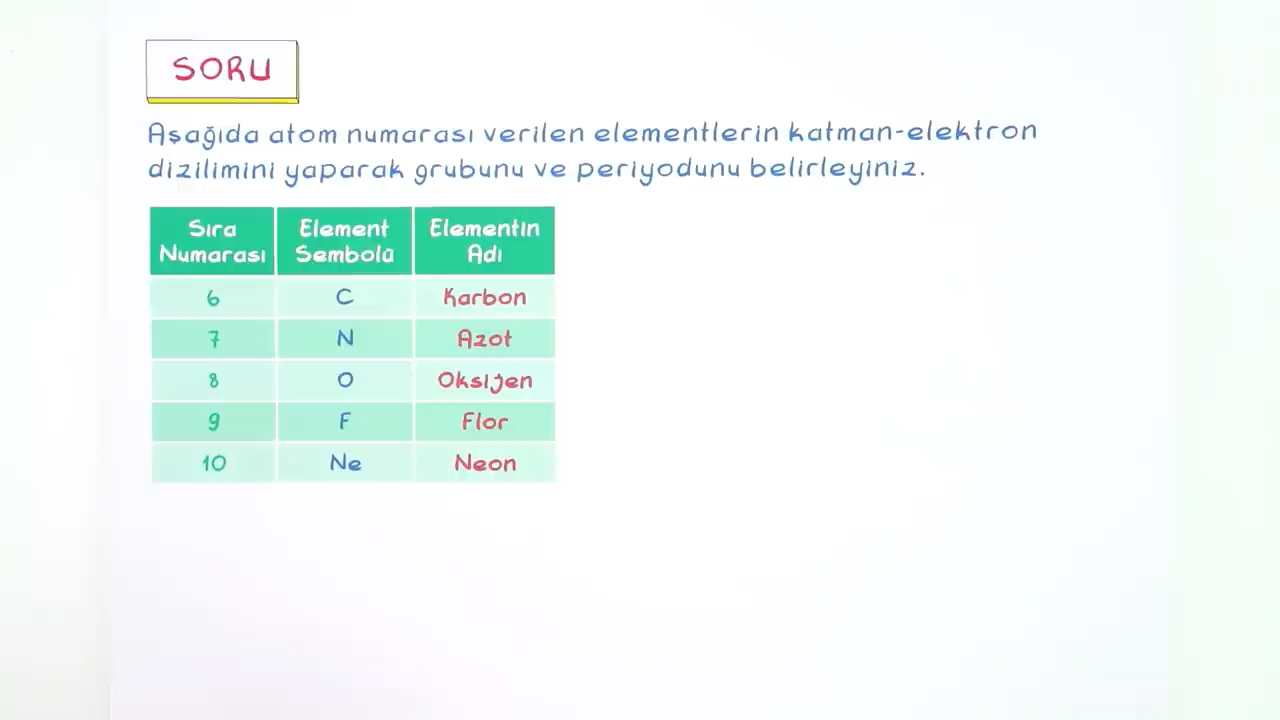 SORU
Aşağıda atom numarası verilen elementlerin katman-elektron
dizilimini yaparak grubunu ve periyodunu belirleyiniz.
Sıra Numarası Element Sembolü Elementin Adı
6 C Karbon
7 N Azot
8 O Oksijen
9 F Flor
10 Ne Neon